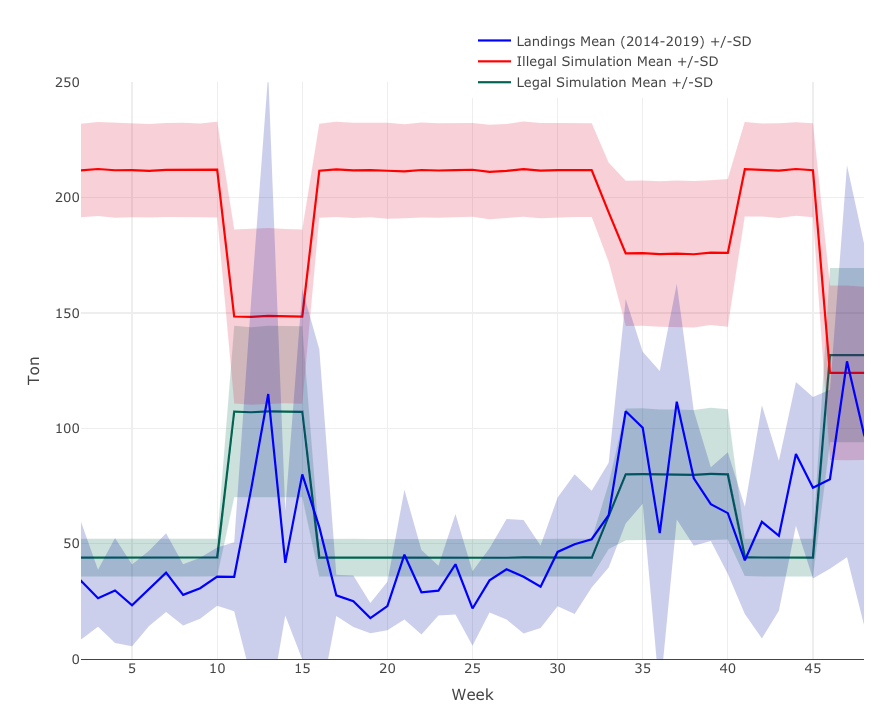 Landings Mean (2014-2019) +/-SD
Illegal Simulation Mean +/-SD
Legal Simulation Mean +/-SD
250
200
150
100
50
0
Ton
5 10 15 20 25 30 35 40 45
Week